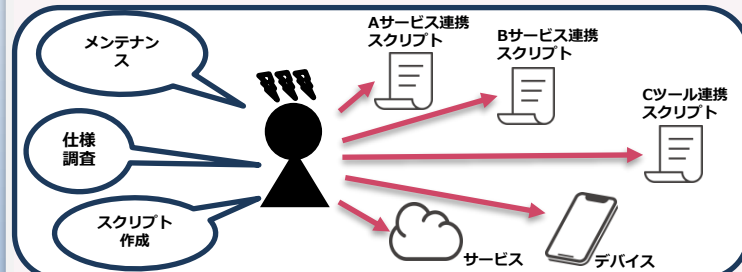 メンテナン
ス
仕様
調査
スクリプト
作成
Aサービス連携
スクリプト
Bサービス連携
スクリプト
Cツール連携
スクリプト
サービス
デバイス